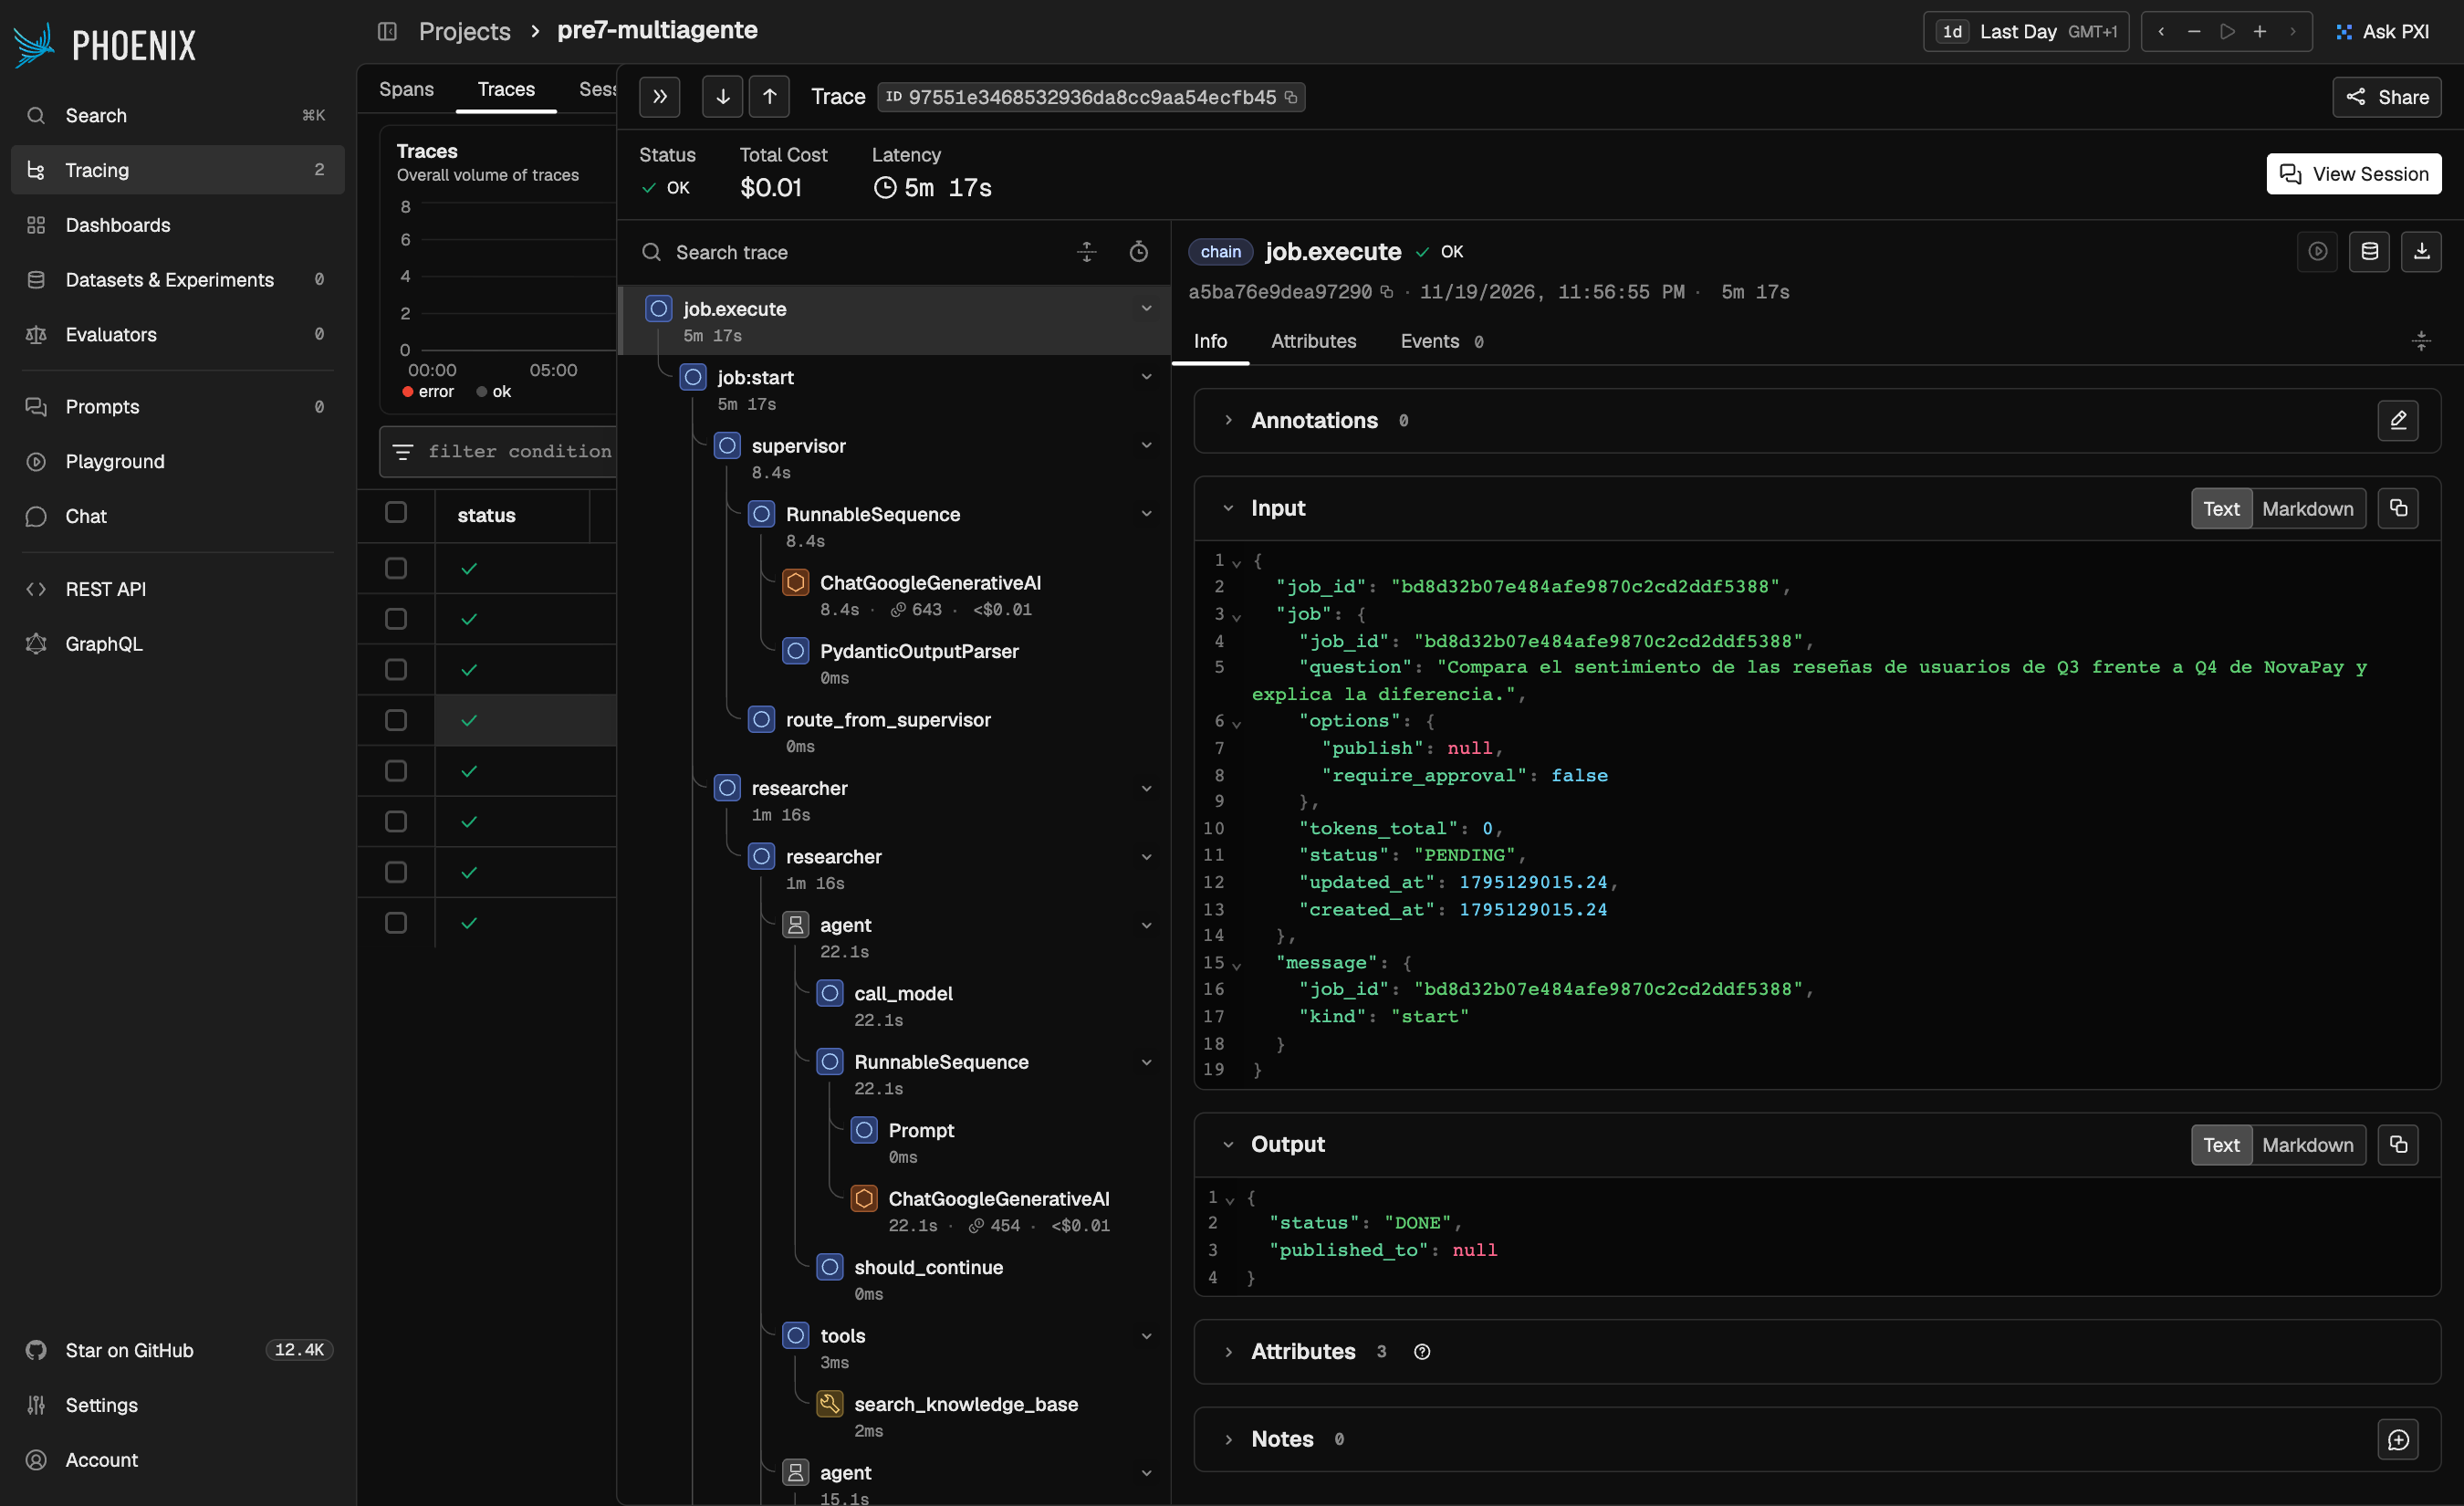 PHOENIX
Search ⌘K
Tracing 2
Dashboards
Datasets & Experiments 0
Evaluators 0
Prompts 0
Playground
Chat
REST API
GraphQL
Star on GitHub 12.4K
Settings
Account
Projects › pre7-multiagente
1d Last Day GMT+1
Ask PXI
Spans Traces Sess
Traces
Overall volume of traces
8
6
4
2
0
00:00 05:00
error ok
filter condition
status
Trace ID 97551e3468532936da8cc9aa54ecfb45
Share
Status Total Cost Latency
OK $0.01 5m 17s
View Session
Search trace
job.execute
5m 17s
job:start
5m 17s
supervisor
8.4s
RunnableSequence
8.4s
ChatGoogleGenerativeAI
8.4s · 643 · <$0.01
PydanticOutputParser
0ms
route_from_supervisor
0ms
researcher
1m 16s
researcher
1m 16s
agent
22.1s
call_model
22.1s
RunnableSequence
22.1s
Prompt
0ms
ChatGoogleGenerativeAI
22.1s · 454 · <$0.01
should_continue
0ms
tools
3ms
search_knowledge_base
2ms
agent
15.1s
chain job.execute OK
a5ba76e9dea97290 · 11/19/2026, 11:56:55 PM · 5m 17s
Info Attributes Events 0
Annotations 0
Input Text Markdown
1 {
2 "job_id": "bd8d32b07e484afe9870c2cd2ddf5388",
3 "job": {
4 "job_id": "bd8d32b07e484afe9870c2cd2ddf5388",
5 "question": "Compara el sentimiento de las reseñas de usuarios de Q3 frente a Q4 de NovaPay y
explica la diferencia.",
6 "options": {
7 "publish": null,
8 "require_approval": false
9 },
10 "tokens_total": 0,
11 "status": "PENDING",
12 "updated_at": 1795129015.24,
13 "created_at": 1795129015.24
14 },
15 "message": {
16 "job_id": "bd8d32b07e484afe9870c2cd2ddf5388",
17 "kind": "start"
18 }
19 }
Output Text Markdown
1 {
2 "status": "DONE",
3 "published_to": null
4 }
Attributes 3
Notes 0